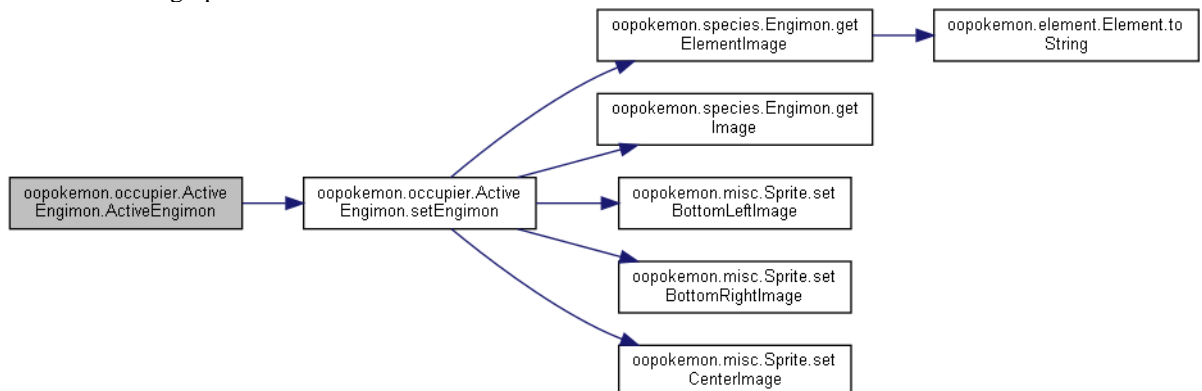 oopokemon.occupier.Active
Engimon.ActiveEngimon
oopokemon.occupier.Active
Engimon.setEngimon
oopokemon.species.Engimon.get
ElementImage
oopokemon.element.Element.to
String
oopokemon.species.Engimon.get
Image
oopokemon.misc.Sprite.set
BottomLeftImage
oopokemon.misc.Sprite.set
BottomRightImage
oopokemon.misc.Sprite.set
CenterImage